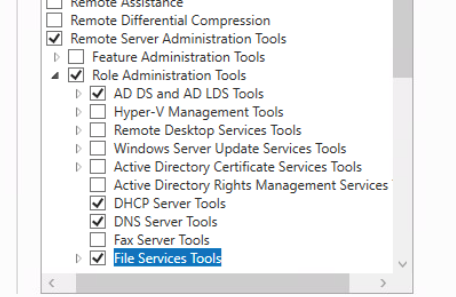 Remote Assistance
Remote Differential Compression
Remote Server Administration Tools
Feature Administration Tools
Role Administration Tools
AD DS and AD LDS Tools
Hyper-V Management Tools
Remote Desktop Services Tools
Windows Server Update Services Tools
Active Directory Certificate Services Tools
Active Directory Rights Management Services
DHCP Server Tools
DNS Server Tools
Fax Server Tools
File Services Tools